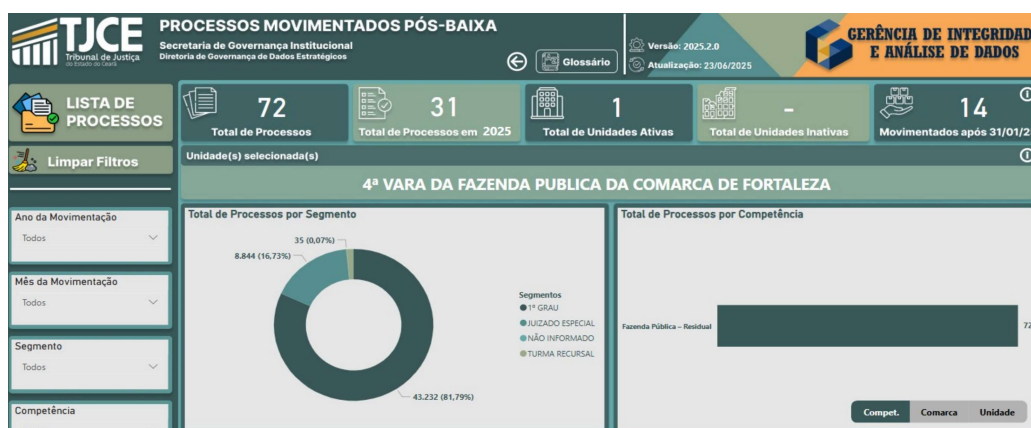 TJCE
Tribunal de Justiça
do Estado do Ceará
PROCESSOS MOVIMENTADOS PÓS-BAIXA
Secretaria de Governança Institucional
Diretoria de Governança de Dados Estratégicos
Glossário
Versão: 2025.2.0
Atualização: 23/06/2025
GERÊNCIA DE INTEGRIDAD
E ANÁLISE DE DADOS
LISTA DE
PROCESSOS
72
Total de Processos
31
Total de Processos em 2025
1
Total de Unidades Ativas
-
Total de Unidades Inativas
14
Movimentados após 31/01/2
Limpar Filtros
Unidade(s) selecionada(s)
4ª VARA DA FAZENDA PUBLICA DA COMARCA DE FORTALEZA
Ano da Movimentação
Todos
Mês da Movimentação
Todos
Segmento
Todos
Competência
Total de Processos por Segmento
35 (0,07%)
8.844 (16,73%)
43.232 (81,79%)
Segmentos
1º GRAU
JUIZADO ESPECIAL
NÃO INFORMADO
TURMA RECURSAL
Total de Processos por Competência
Fazenda Pública – Residual
72
Compet.
Comarca
Unidade